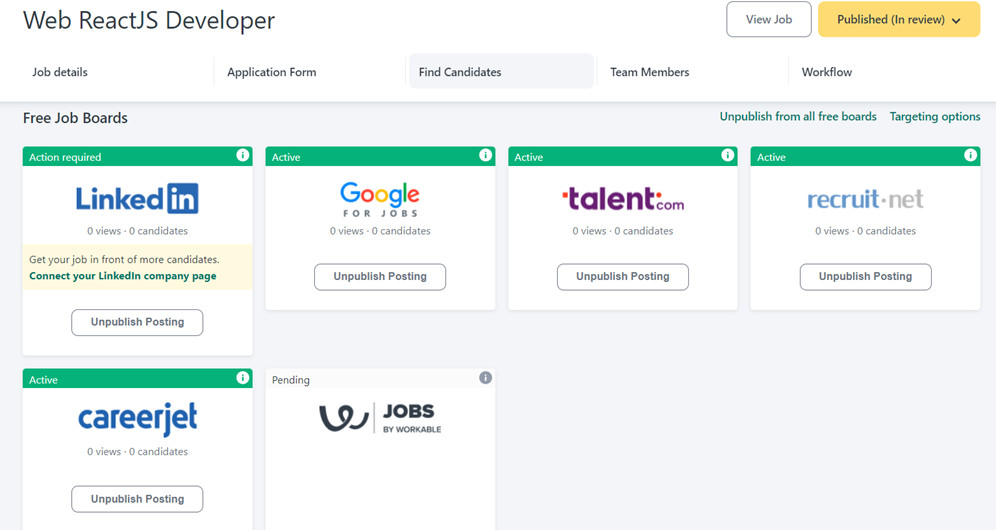 Web ReactJS Developer
View Job
Published (In review)
Job details
Application Form
Find Candidates
Team Members
Workflow
Free Job Boards
Unpublish from all free boards
Targeting options
Action required
Active
Active
Active
Linkedin
Google
FOR JOBS
talent.com
recruit.net
0 views · 0 candidates
0 views · 0 candidates
0 views · 0 candidates
0 views · 0 candidates
Get your job in front of more candidates.
Connect your LinkedIn company page
Unpublish Posting
Unpublish Posting
Unpublish Posting
Unpublish Posting
Active
Pending
careerjet
JOBS
BY WORKABLE
0 views · 0 candidates
Unpublish Posting